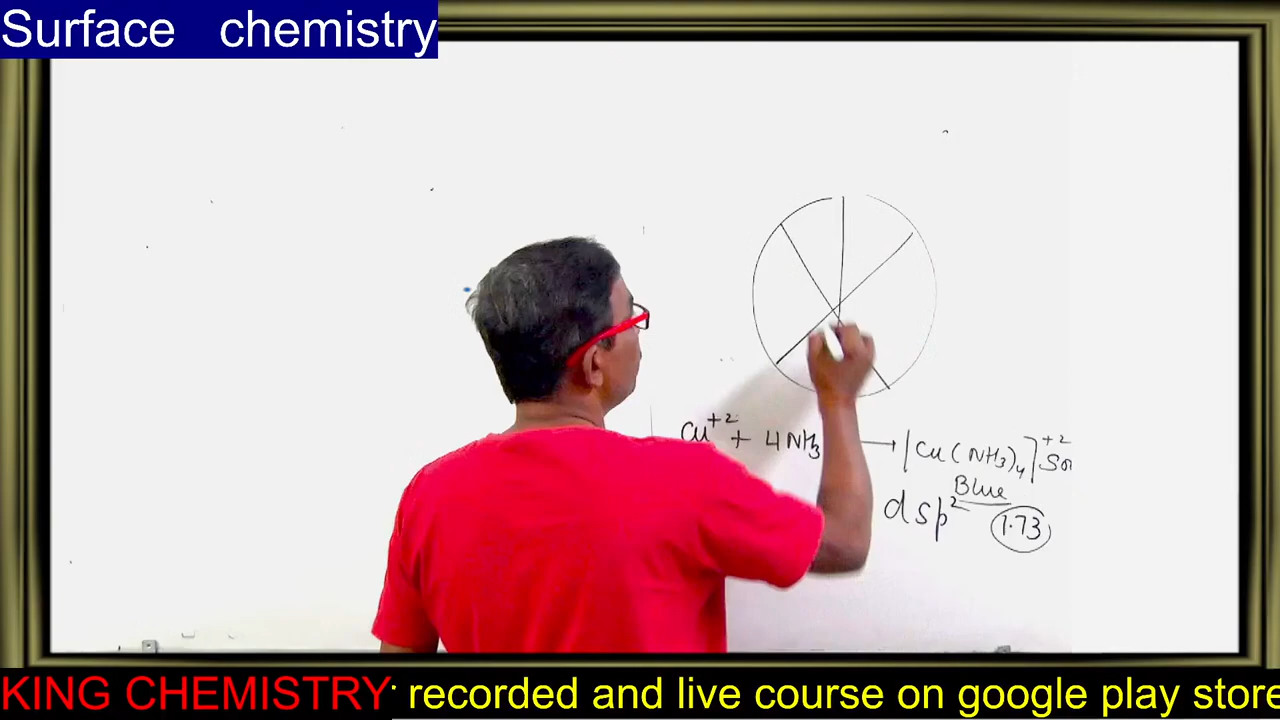 Surface chemistry
Cu+2 + 4NH3 → [Cu(NH3)4]+2 Sol
Blue
dsp2 1.73
KING CHEMISTRY recorded and live course on google play store